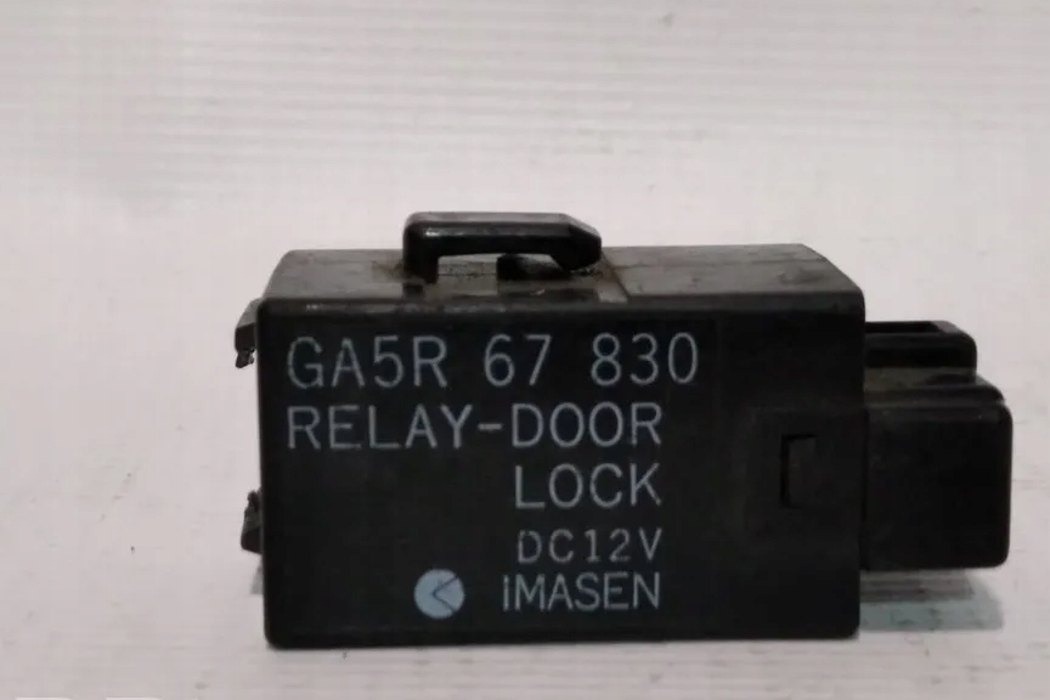 GA5R 67 830
RELAY-DOOR
LOCK
DC12V
IMASEN